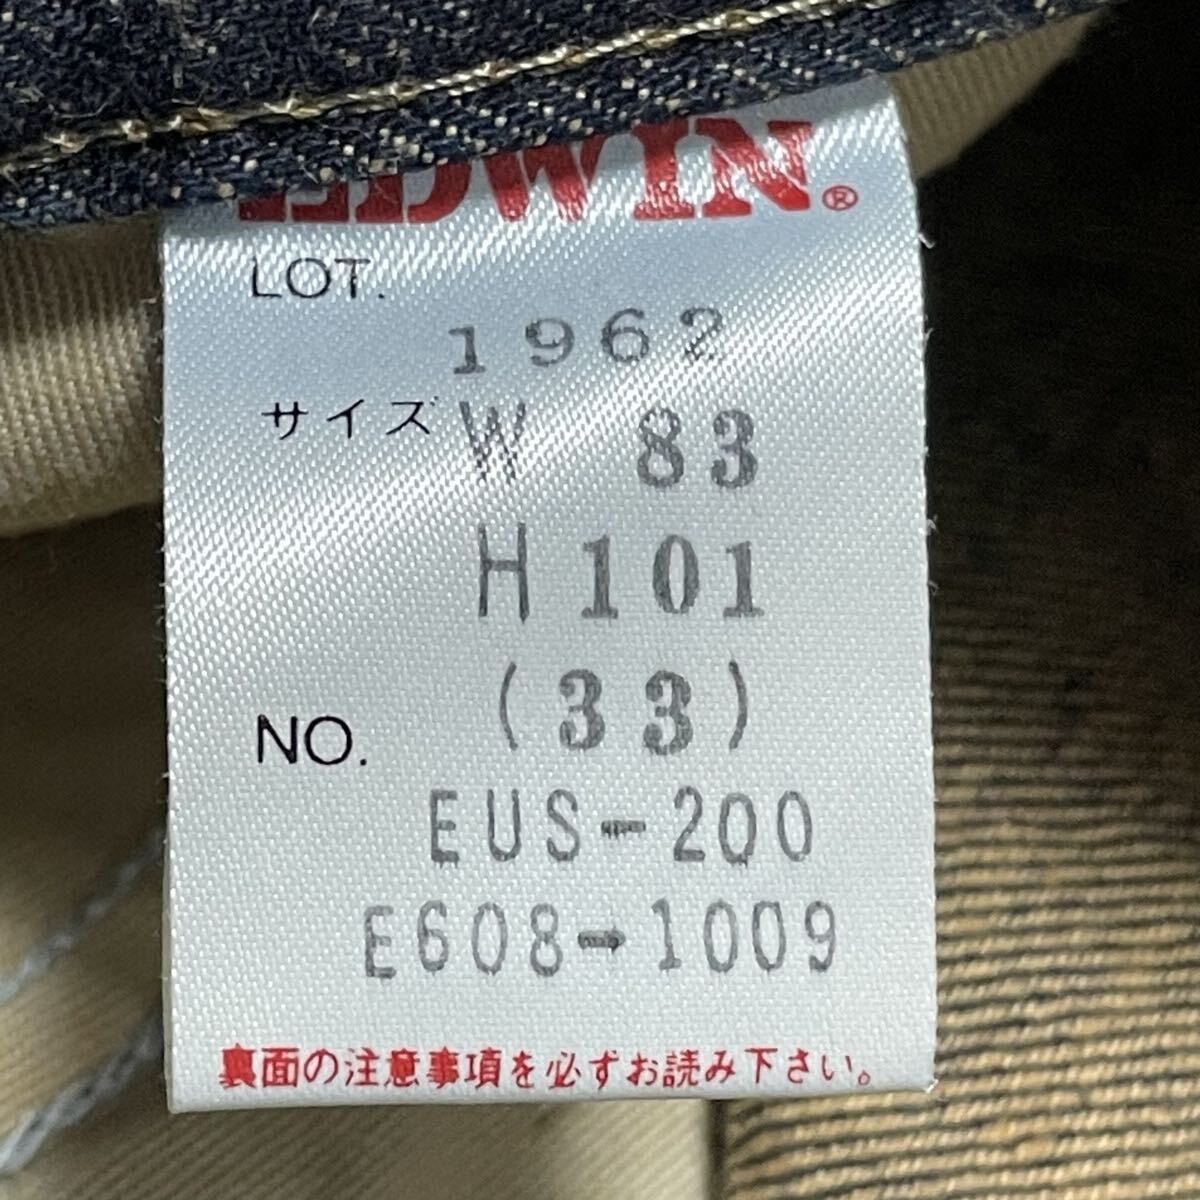 EDWIN®
LOT.
1962
サイズ W 83
H 101
(33)
NO.
EUS-200
E608-1009
裏面の注意事項を必ずお読み下さい。